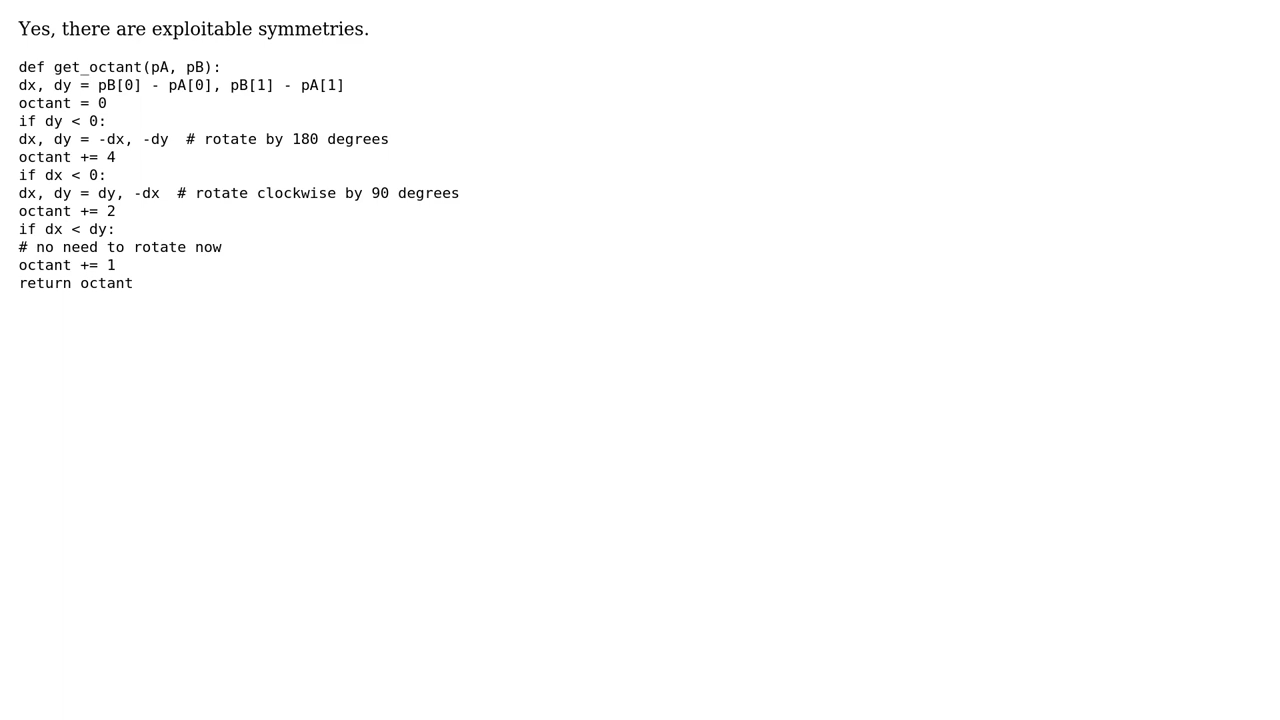 Yes, there are exploitable symmetries.
def get_octant(pA, pB):
dx, dy = pB[0] - pA[0], pB[1] - pA[1]
octant = 0
if dy < 0:
dx, dy = -dx, -dy  # rotate by 180 degrees
octant += 4
if dx < 0:
dx, dy = dy, -dx  # rotate clockwise by 90 degrees
octant += 2
if dx < dy:
# no need to rotate now
octant += 1
return octant